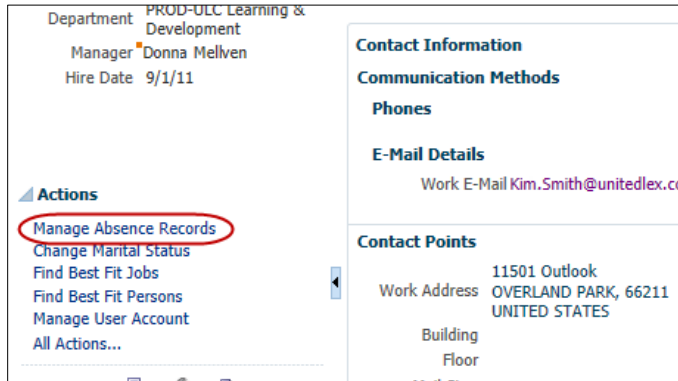 Department PROD-ULC Learning &
Development
Manager Donna Mellven
Hire Date 9/1/11
Actions
Manage Absence Records
Change Marital Status
Find Best Fit Jobs
Find Best Fit Persons
Manage User Account
All Actions...
Contact Information
Communication Methods
Phones
E-Mail Details
Work E-Mail Kim.Smith@unitedlex.co
Contact Points
Work Address 11501 Outlook
OVERLAND PARK, 66211
UNITED STATES
Building
Floor